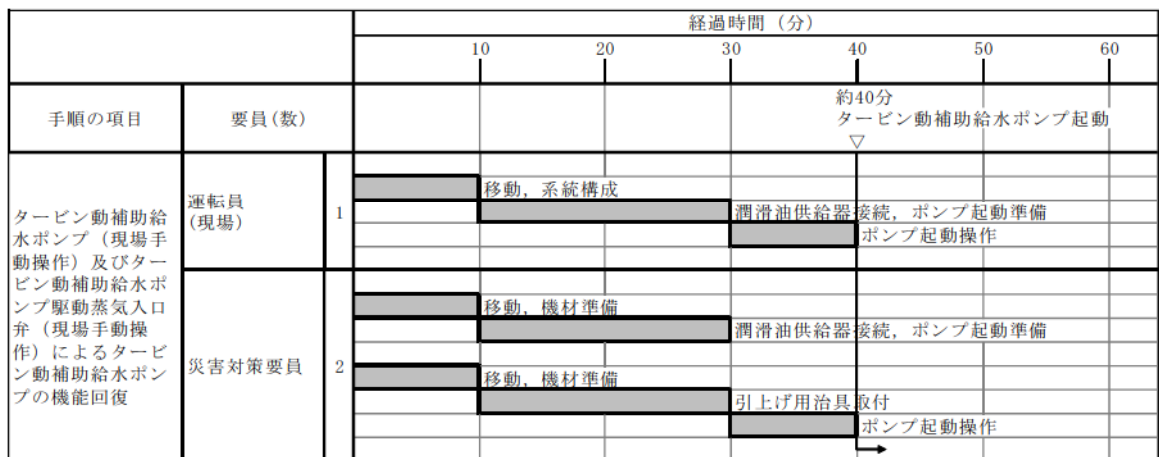 経過時間（分）
10 20 30 40 50 60
手順の項目
要員(数)
約40分
タービン動補助給水ポンプ起動
▽
タービン動補助給
水ポンプ（現場手
動操作）及びター
ビン動補助給水ポ
ンプ駆動蒸気入口
弁（現場手動操
作）によるタービ
ン動補助給水ポン
プの機能回復
運転員
(現場)
1
移動，系統構成
潤滑油供給器接続，ポンプ起動準備
ポンプ起動操作
災害対策要員
2
移動，機材準備
潤滑油供給器接続，ポンプ起動準備
移動，機材準備
引上げ用治具取付
ポンプ起動操作